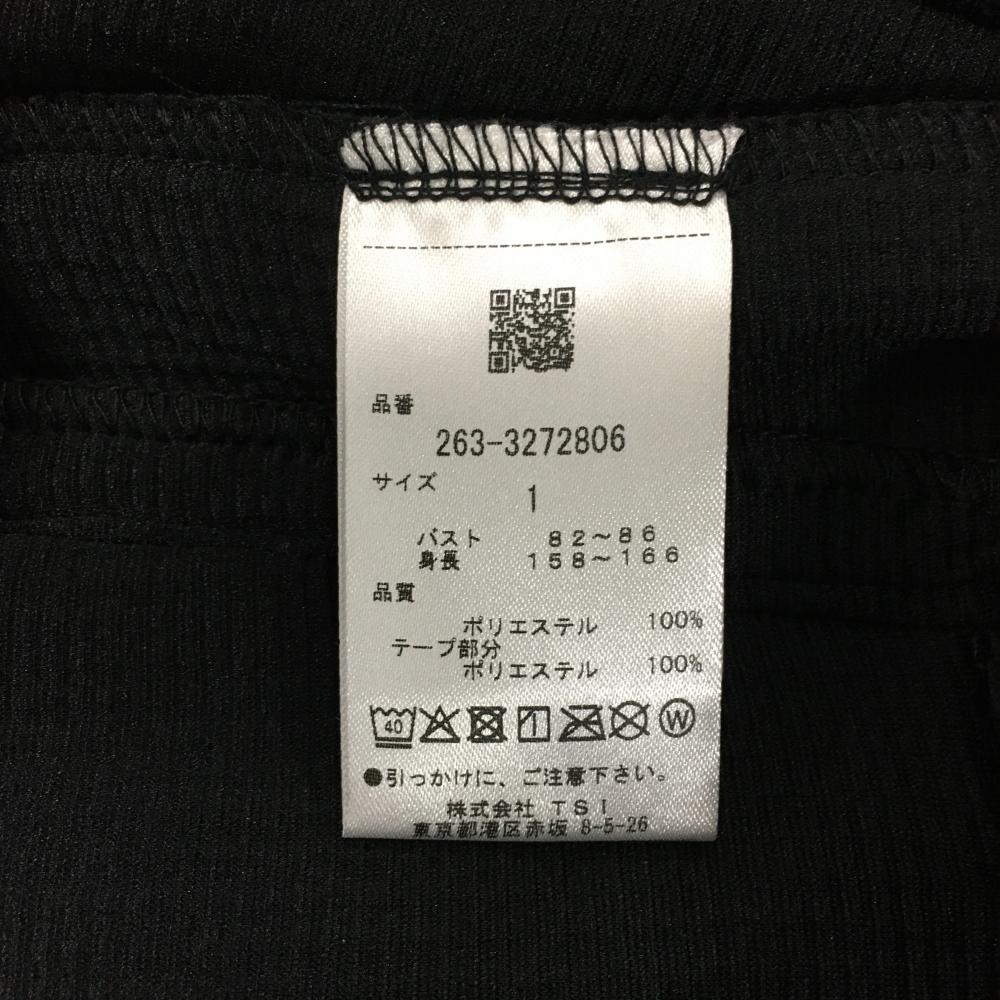 品番
263-3272806
サイズ
1
バスト 82～86
身長 158～166
品質
ポリエステル 100%
テープ部分
ポリエステル 100%
40 W
●引っかけに、ご注意下さい。
株式会社 TSI
東京都港区赤坂 8-5-26